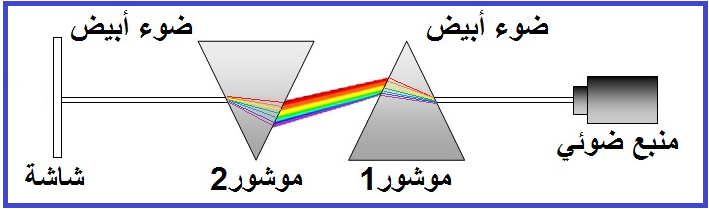 ضوء أبيض
ضوء أبيض
منبع ضوئي
موشور1
موشور2
شاشة